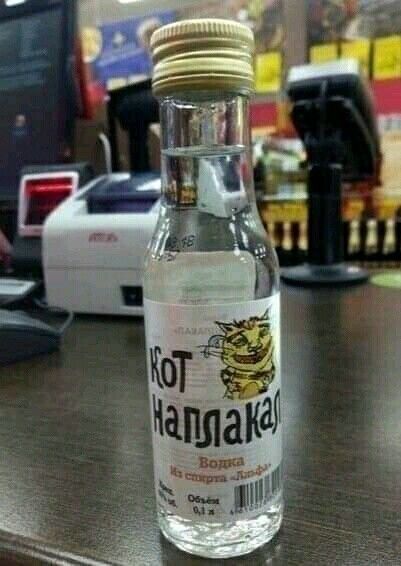 Кот
наплакал
Водка
Из спирта «Альфа»
Объём
0,1 л